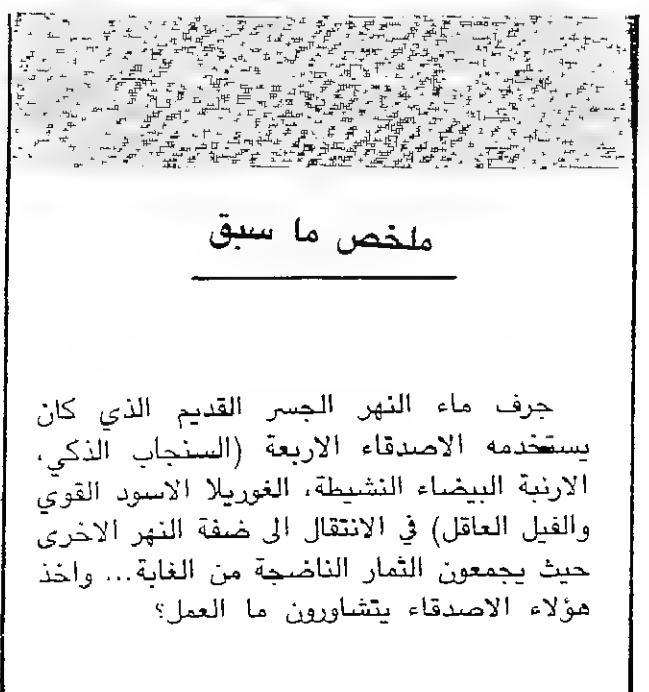 ملخص ما سبق
جرف ماء النهر الجسر القديم الذي كان
يستخدمه الاصدقاء الاربعة (السنجاب الذكي،
الارنبة البيضاء النشيطة، الغوريلا الاسود القوي
والفيل العاقل) في الانتقال الى ضفة النهر الاخرى
حيث يجمعون الثمار الناضجة من الغابة... واخذ
هؤلاء الاصدقاء يتشاورون ما العمل؟